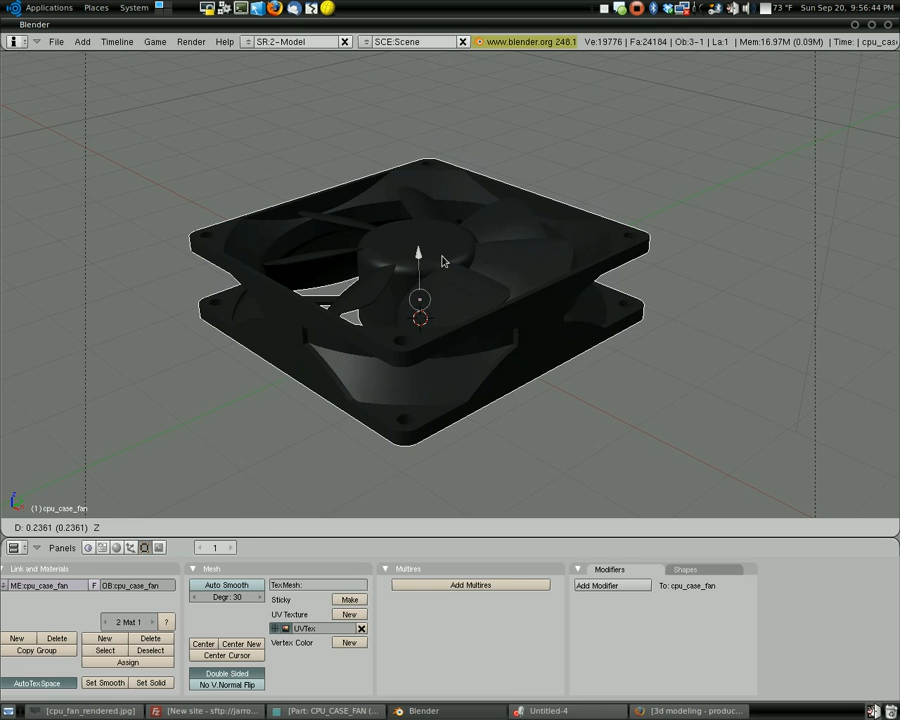 Applications Places System 73 °F Sun Sep 20, 9:56:44 PM
Blender
File Add Timeline Game Render Help SR:2-Model SCE:Scene www.blender.org 248.1 Ve:19776 | Fa:24184 | Ob:3-1 | La:1 | Mem:16.97M (0.09M) | Time: | cpu_cas
(1) cpu_case_fan
D: 0.2361 (0.2361) Z
Panels 1
Link and Materials
ME:cpu_case_fan F OB:cpu_case_fan
2 Mat 1 ?
New Delete New Delete
Copy Group Select Deselect
Assign
AutoTexSpace Set Smooth Set Solid
Mesh
Auto Smooth TexMesh:
Degr: 30 Sticky Make
UV Texture New
UVTex
Center Center New Vertex Color New
Center Cursor
Double Sided
No V.Normal Flip
Multires
Add Multires
Modifiers Shapes
Add Modifier To: cpu_case_fan
[cpu_fan_rendered.jpg] [New site - sftp://jarro... [Part: CPU_CASE_FAN (... Blender Untitled-4 [3d modeling - produc...